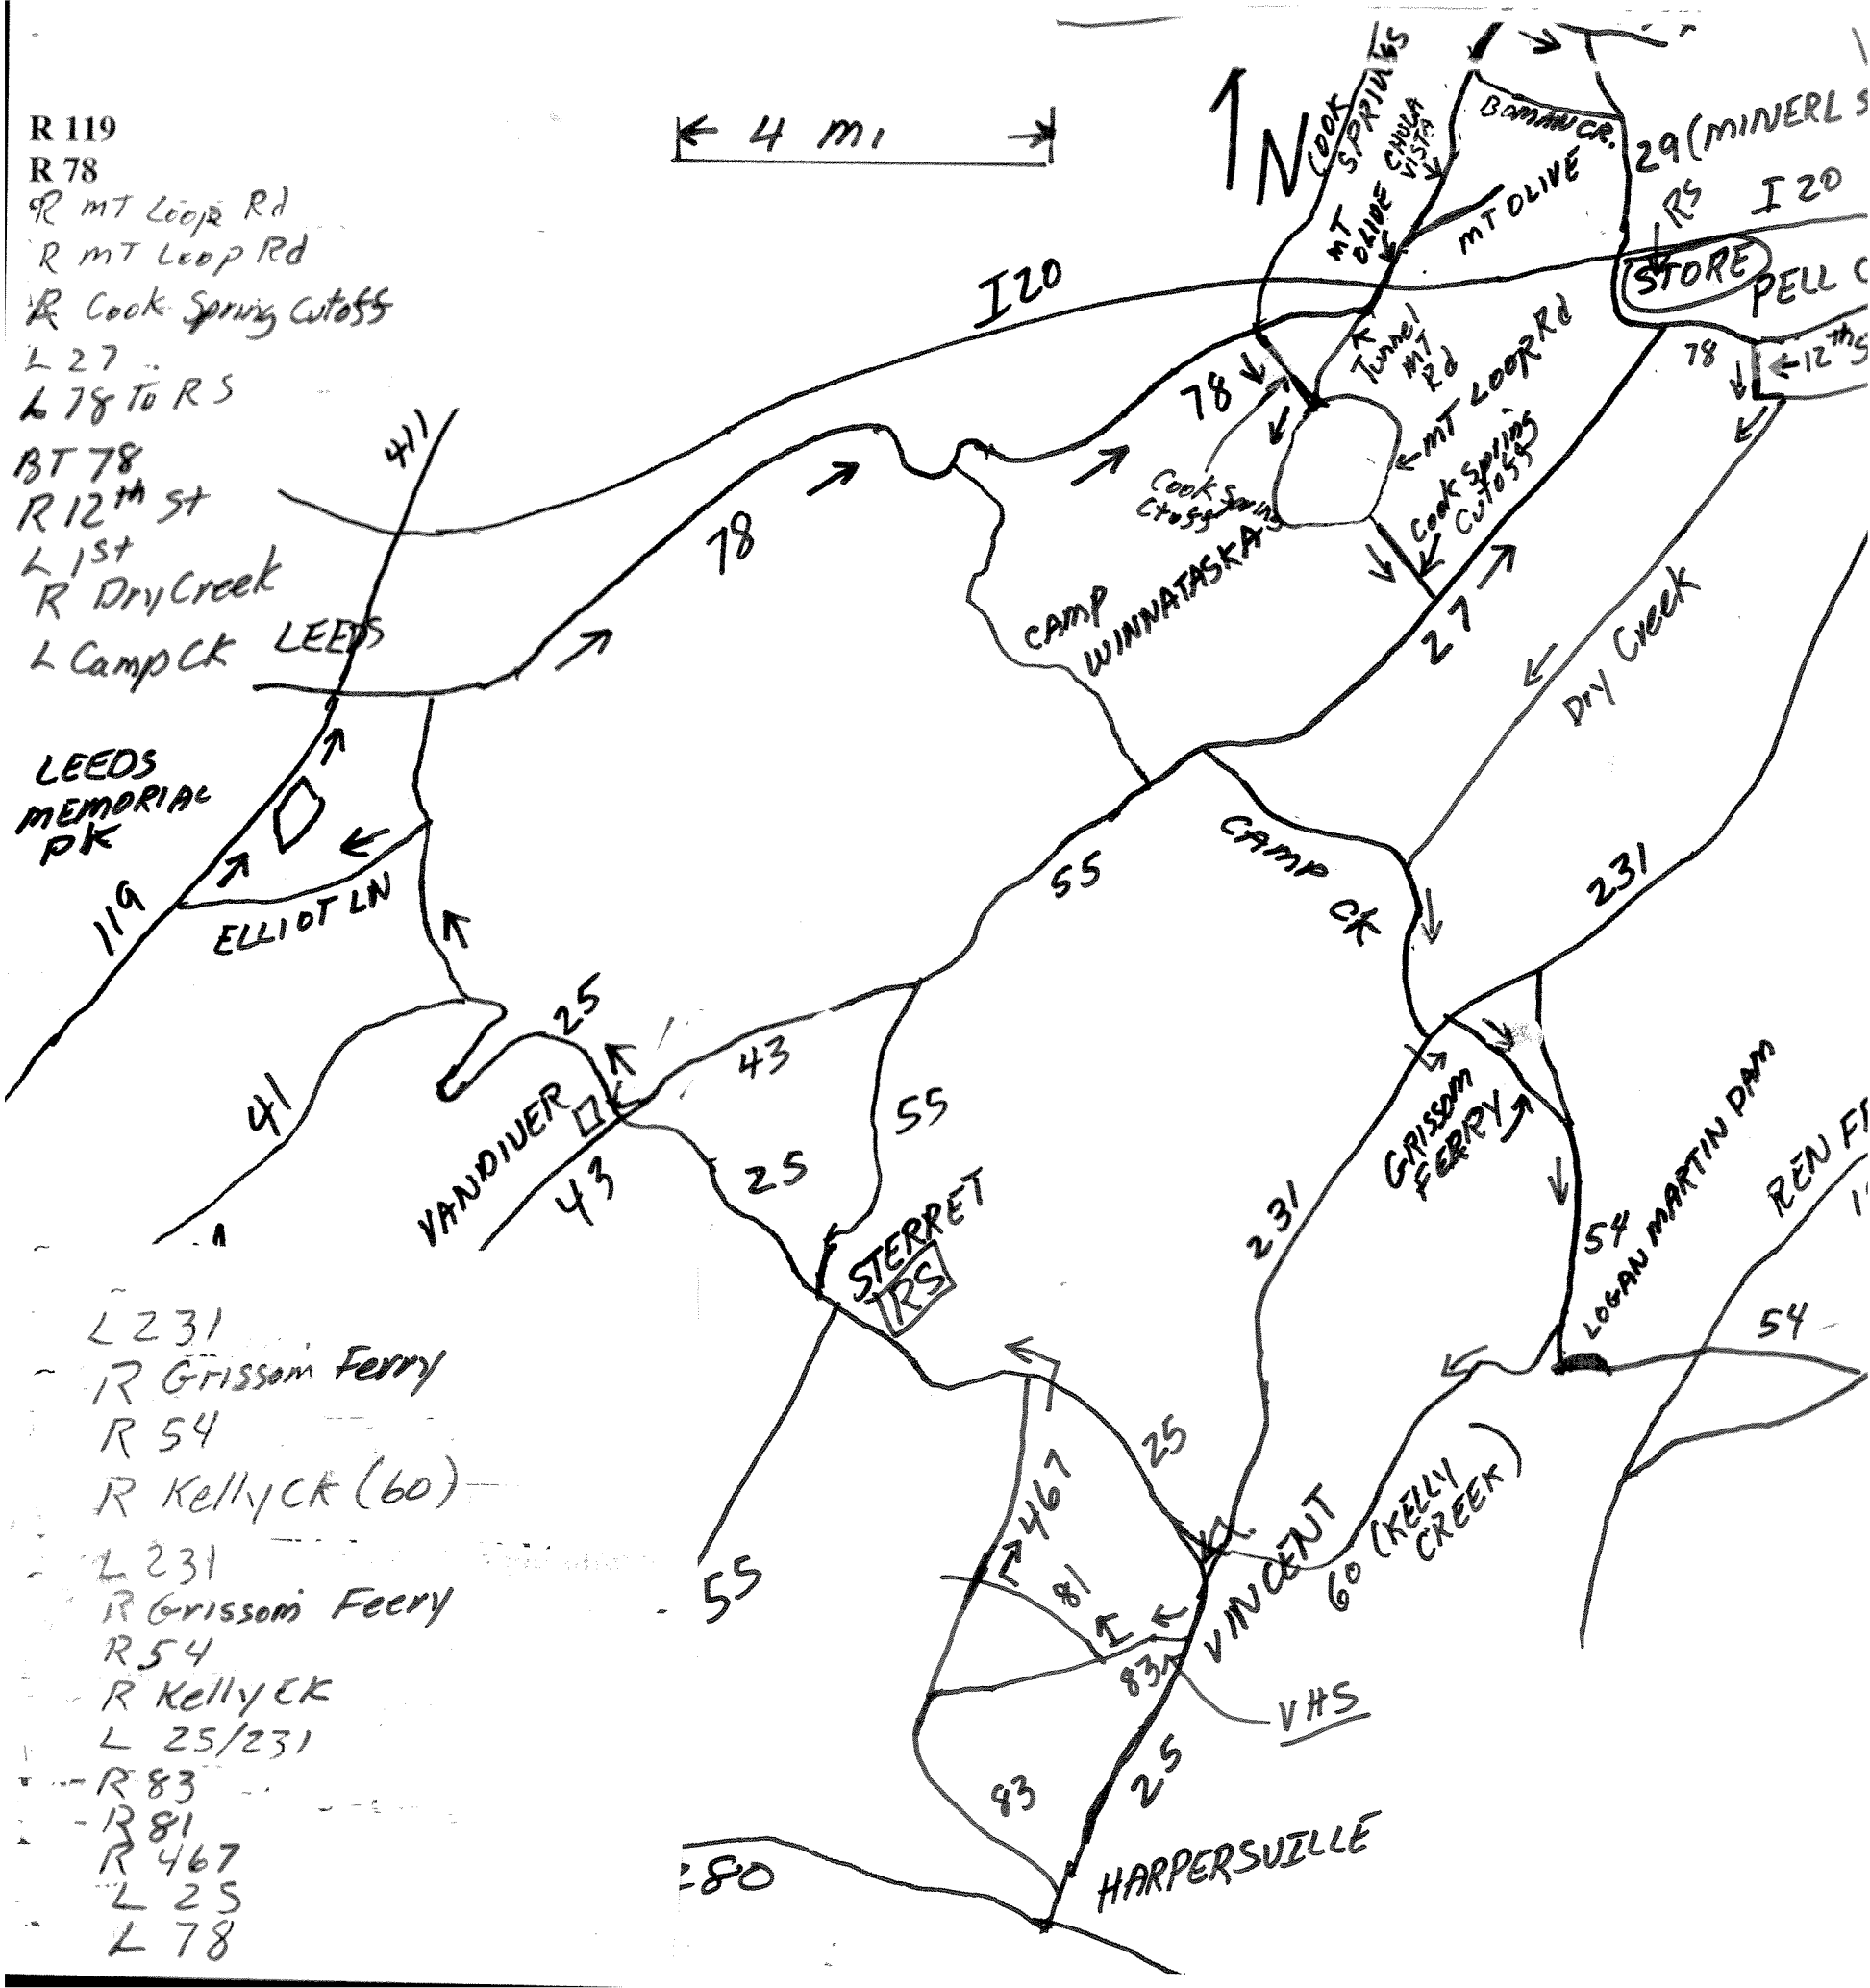 R 119
R 78
R MT Loop Rd
R MT Loop Rd
R Cook Spring Cutoff
L 27
L 78 To RS
BT 78
R 12th St
L 1st
R Dry Creek
L Camp CK
4 mi
N
COOK SPRINGS
CHULA VISTA
MT OLIDE
BOMAN CR.
MT OLIVE
29 (MINERL S
RS
I 20
STORE
PELL C
I 20
78
Tunnel MT Rd
MT LOOP Rd
78
12th S
Cook Spring Ctoff
Cook Spring Cutoff
411
78
CAMP WINNATASKA
27
Dry Creek
LEEDS
LEEDS MEMORIAL PK
119
ELLIOT LN
55
CAMP CK
231
25
43
41
VANDIVER
43
25
55
STERRET
RS
GRISSOM FERRY
231
54
LOGAN MARTIN DAM
REN FE
54
L 231
R Grissom Ferry
R 54
R Kelly CK (60)
L 231
R Grissom Feery
R 54
R Kelly CK
L 25/231
R 83
R 81
R 467
L 25
L 78
55
467
25
81
83
VINCENT
60 (KELLY CREEK)
VHS
25
83
280
HARPERSVILLE